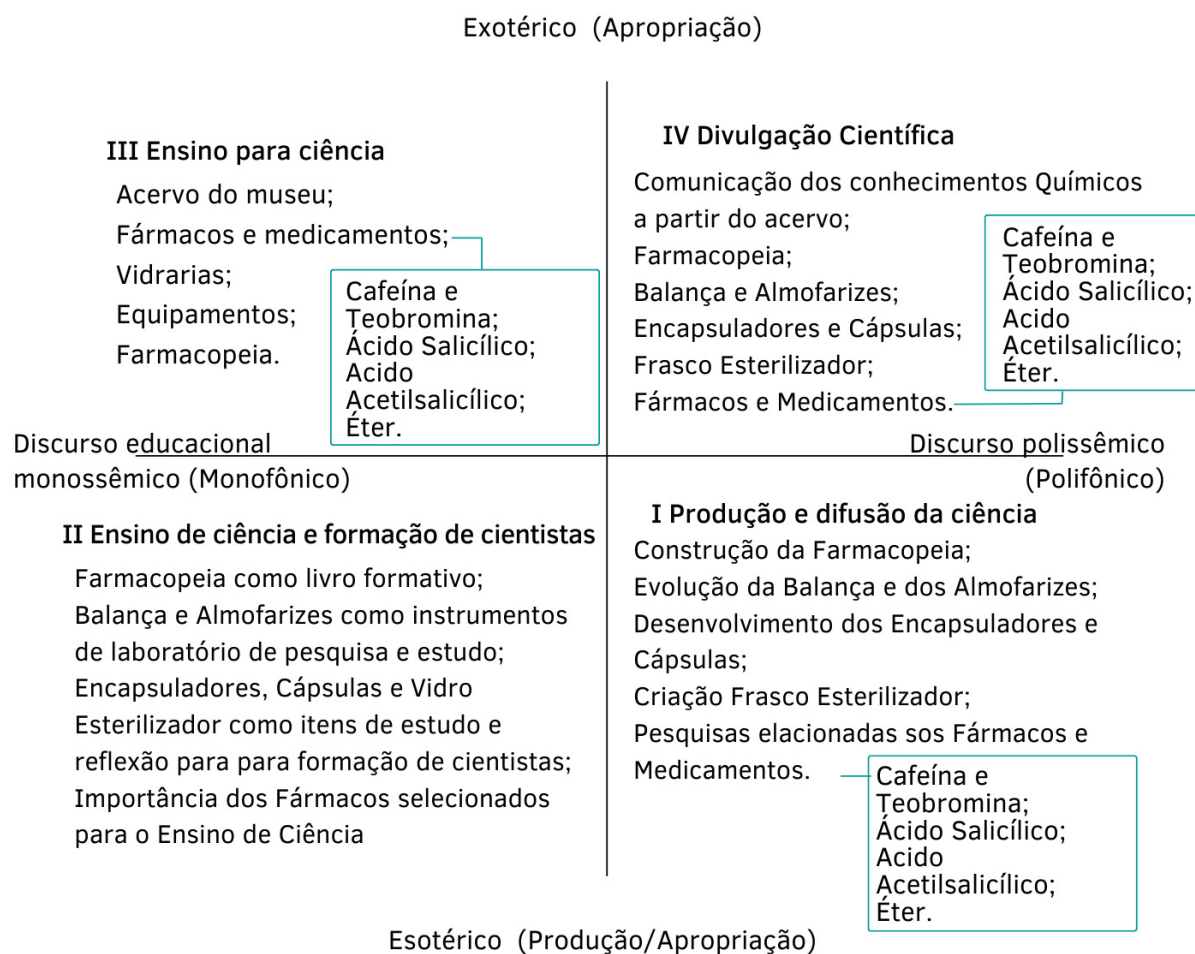 Exotérico (Apropriação)
III Ensino para ciência
Acervo do museu;
Fármacos e medicamentos;
Vidrarias;
Equipamentos;
Farmacopeia.
Cafeína e
Teobromina;
Ácido Salicílico;
Acido
Acetilsalicílico;
Éter.
IV Divulgação Científica
Comunicação dos conhecimentos Químicos
a partir do acervo;
Farmacopeia;
Balança e Almofarizes;
Encapsuladores e Cápsulas;
Frasco Esterilizador;
Fármacos e Medicamentos.
Cafeína e
Teobromina;
Ácido Salicílico;
Acido
Acetilsalicílico;
Éter.
Discurso educacional
monossêmico (Monofônico)
Discurso polissêmico
(Polifônico)
II Ensino de ciência e formação de cientistas
Farmacopeia como livro formativo;
Balança e Almofarizes como instrumentos
de laboratório de pesquisa e estudo;
Encapsuladores, Cápsulas e Vidro
Esterilizador como itens de estudo e
reflexão para para formação de cientistas;
Importância dos Fármacos selecionados
para o Ensino de Ciência
I Produção e difusão da ciência
Construção da Farmacopeia;
Evolução da Balança e dos Almofarizes;
Desenvolvimento dos Encapsuladores e
Cápsulas;
Criação Frasco Esterilizador;
Pesquisas elacionadas sos Fármacos e
Medicamentos.
Cafeína e
Teobromina;
Ácido Salicílico;
Acido
Acetilsalicílico;
Éter.
Esotérico (Produção/Apropriação)